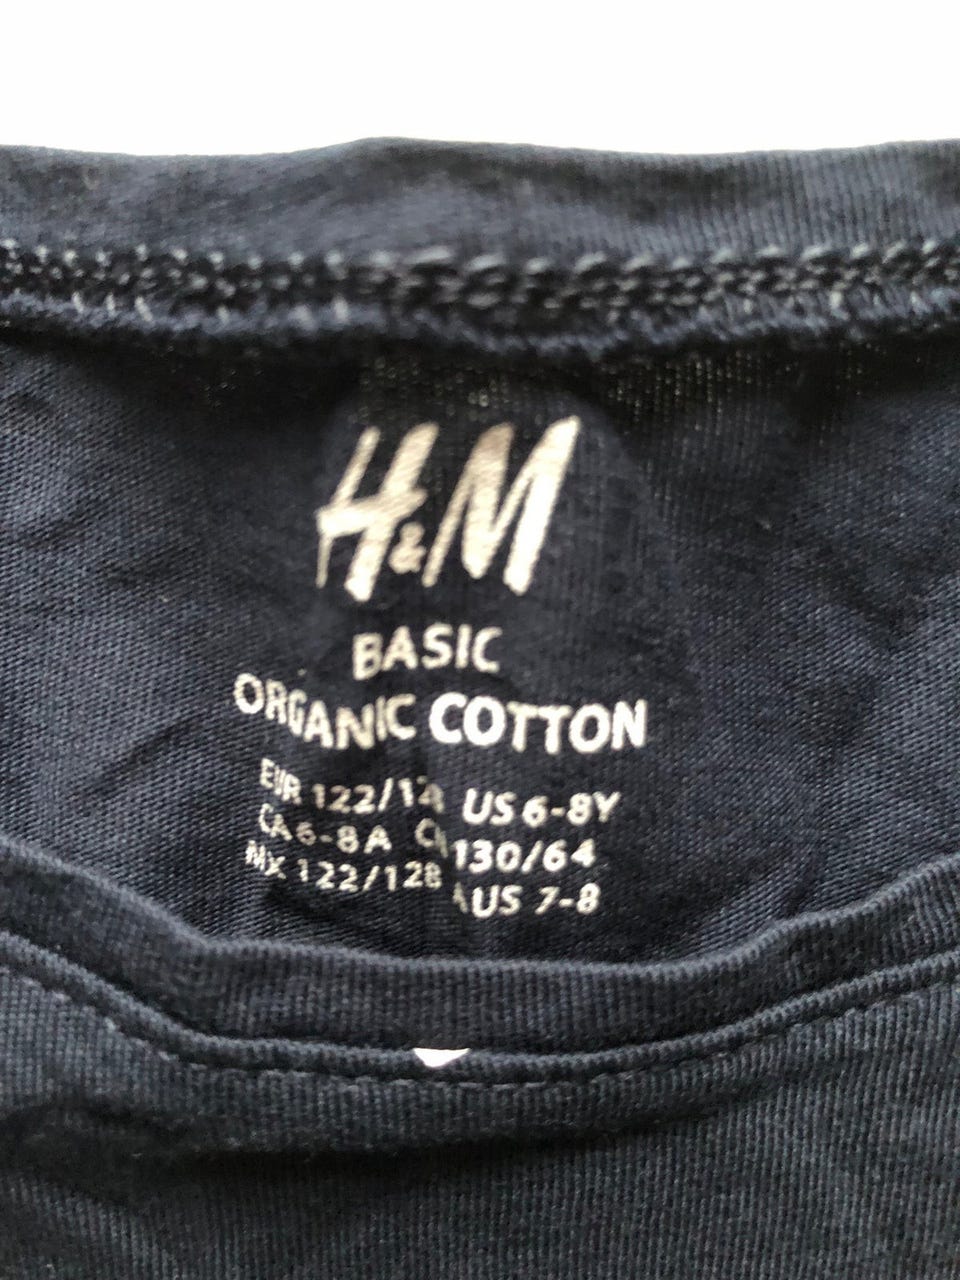 H&M
BASIC
ORGANIC COTTON
EUR 122/128 US 6-8Y
CA 6-8A CN 130/64
MX 122/128 AUS 7-8